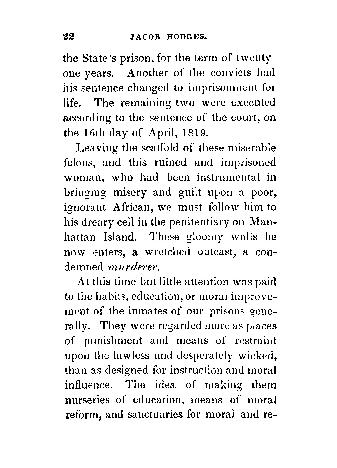 22 JACOB HODGES.
the State's prison, for the term of twenty
one years. Another of the convicts had
his sentence changed to imprisonment for
life. The remaining two were executed
according to the sentence of the court, on
the 16th day of April, 1819.
Leaving the scaffold of these miserable
felons, and this ruined and imprisoned
woman, who had been instrumental in
bringing misery and guilt upon a poor,
ignorant African, we must follow him to
his dreary cell in the penitentiary on Man-
hattan Island. These gloomy walls he
now enters, a wretched outcast, a con-
demned murderer.
At this time but little attention was paid
to the habits, education, or moral improve-
ment of the inmates of our prisons gene-
rally. They were regarded more as places
of punishment and means of restraint
upon the lawless and desperately wicked,
than as designed for instruction and moral
influence. The idea of making them
nurseries of education, means of moral
reform, and sanctuaries for moral and re-